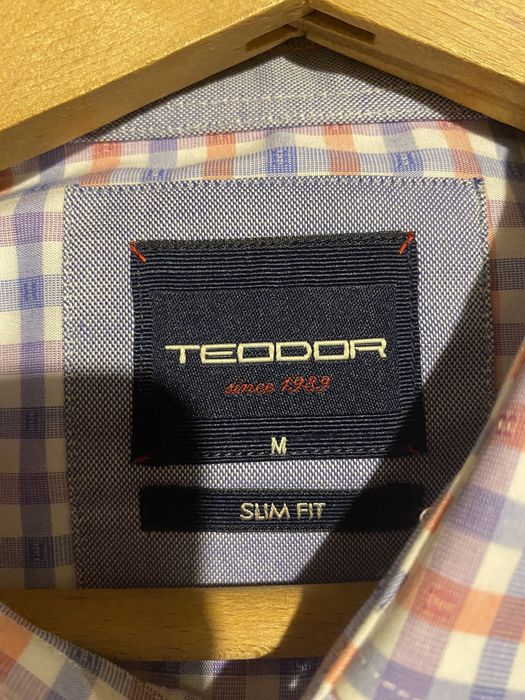 TEODOR
since 1989
M
SLIM FIT